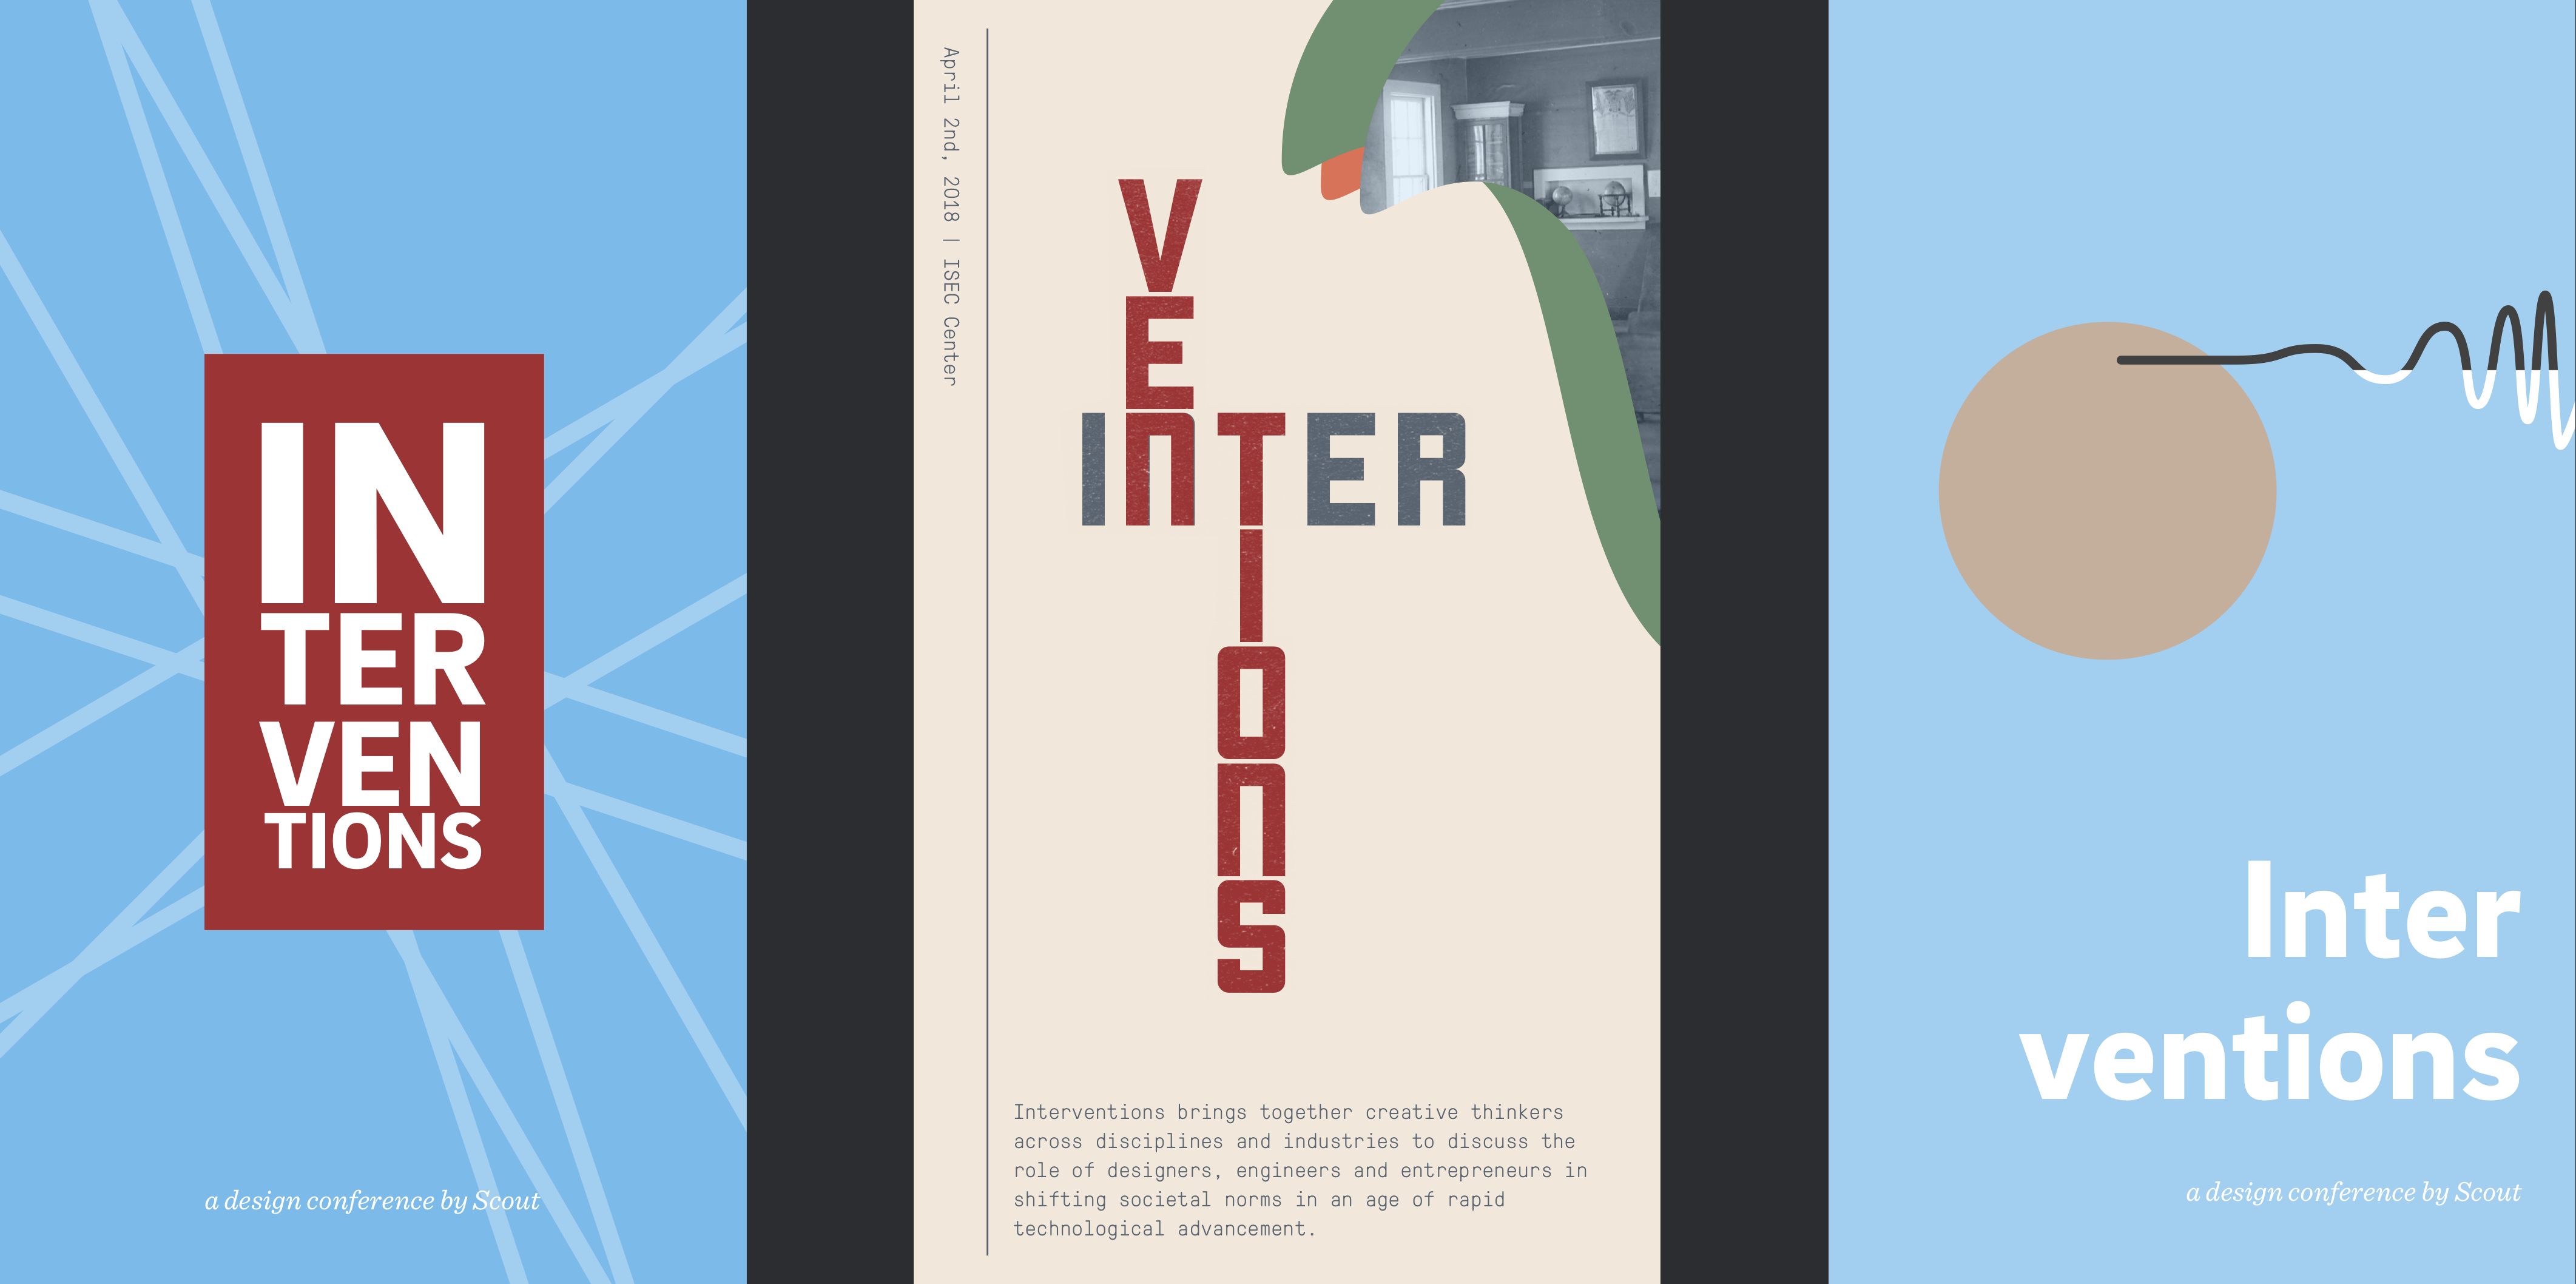 IN
TER
VEN
TIONS
a design conference by Scout
April 2nd, 2018 | ISEC Center
VEnTIOnS
InTER
Interventions brings together creative thinkers
across disciplines and industries to discuss the
role of designers, engineers and entrepreneurs in
shifting societal norms in an age of rapid
technological advancement.
Inter
ventions
a design conference by Scout